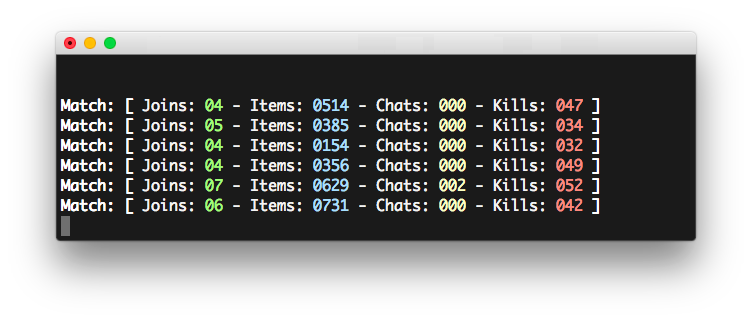 Match: [ Joins: 04 - Items: 0514 - Chats: 000 - Kills: 047 ]
Match: [ Joins: 05 - Items: 0385 - Chats: 000 - Kills: 034 ]
Match: [ Joins: 04 - Items: 0154 - Chats: 000 - Kills: 032 ]
Match: [ Joins: 04 - Items: 0356 - Chats: 000 - Kills: 049 ]
Match: [ Joins: 07 - Items: 0629 - Chats: 002 - Kills: 052 ]
Match: [ Joins: 06 - Items: 0731 - Chats: 000 - Kills: 042 ]